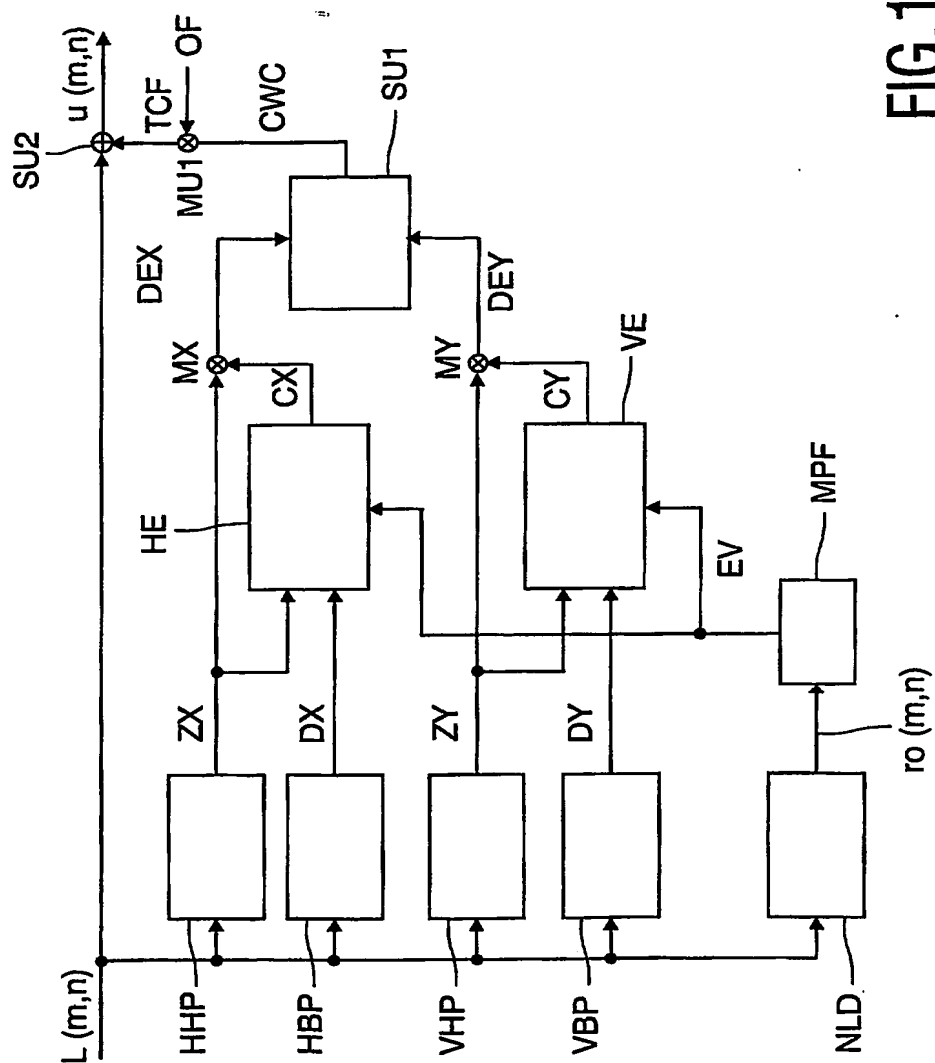 L (m,n)
SU2
u (m,n)
TCF
OF
MU1
CWC
SU1
DEX
MX
CX
HE
ZX
HHP
DX
HBP
DEY
MY
CY
VE
ZY
VHP
DY
VBP
EV
MPF
ro (m,n)
NLD
FIG.1